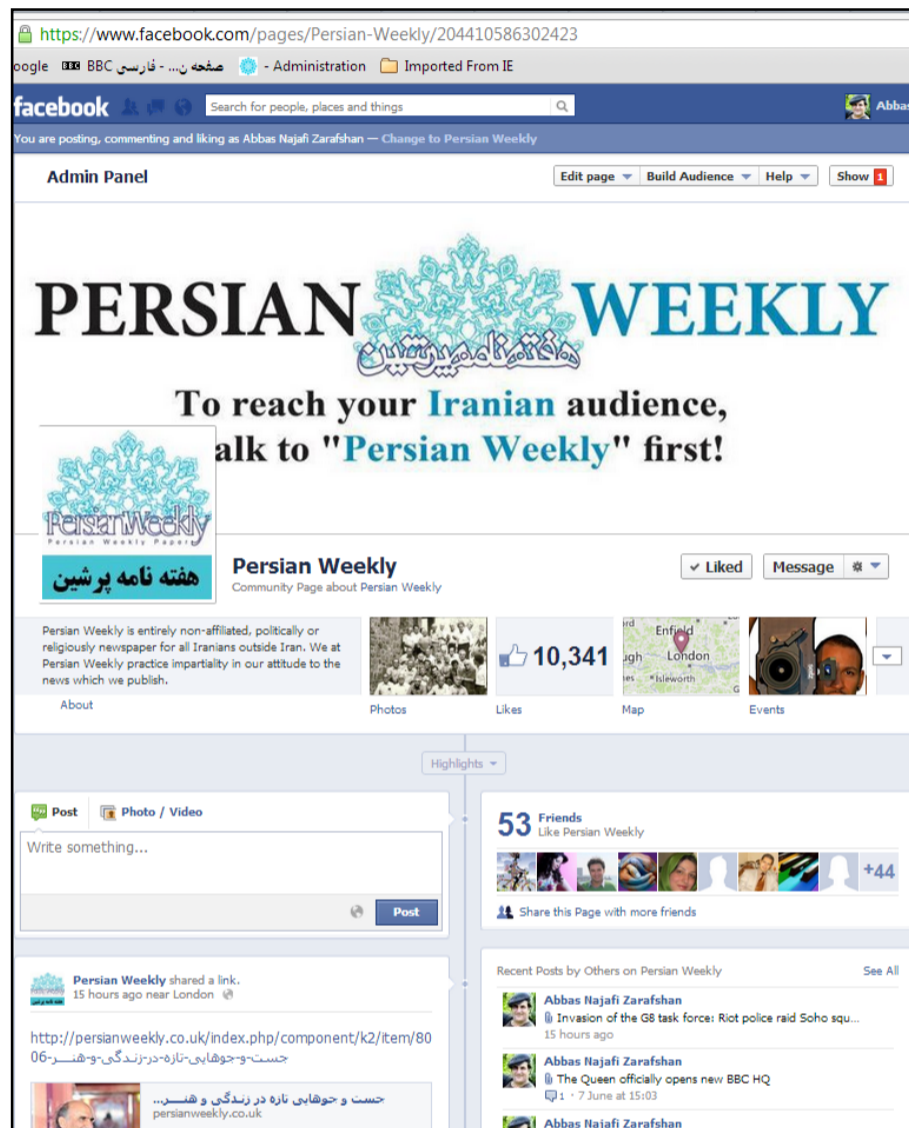 https://www.facebook.com/pages/Persian-Weekly/204410586302423
oogle BBC BBC صفحه ن... - فارسی - Administration Imported From IE
facebook Search for people, places and things Abbas
You are posting, commenting and liking as Abbas Najafi Zarafshan — Change to Persian Weekly
Admin Panel Edit page Build Audience Help Show 1
PERSIAN WEEKLY
هفته نامه پرشین
To reach your Iranian audience,
alk to "Persian Weekly" first!
PersianWeekly
Persian Weekly Paper
هفته نامه پرشین
Persian Weekly
Community Page about Persian Weekly
Liked Message
Persian Weekly is entirely non-affiliated, politically or
religiously newspaper for all Iranians outside Iran. We at
Persian Weekly practice impartiality in our attitude to the
news which we publish.
About
10,341
Enfield
London
Isleworth
Photos Likes Map Events
Highlights
Post Photo / Video
Write something...
Post
53 Friends
Like Persian Weekly
+44
Share this Page with more friends
Persian Weekly shared a link.
15 hours ago near London
http://persianweekly.co.uk/index.php/component/k2/item/80
06-جست-و-جوهایی-تازه-در-زندگی-و-هنـــر
جست و جوهایی تازه در زندگی و هنـــر...
persianweekly.co.uk
Recent Posts by Others on Persian Weekly See All
Abbas Najafi Zarafshan
Invasion of the G8 task force: Riot police raid Soho squ...
15 hours ago
Abbas Najafi Zarafshan
The Queen officially opens new BBC HQ
1 · 7 June at 15:03
Abbas Najafi Zarafshan